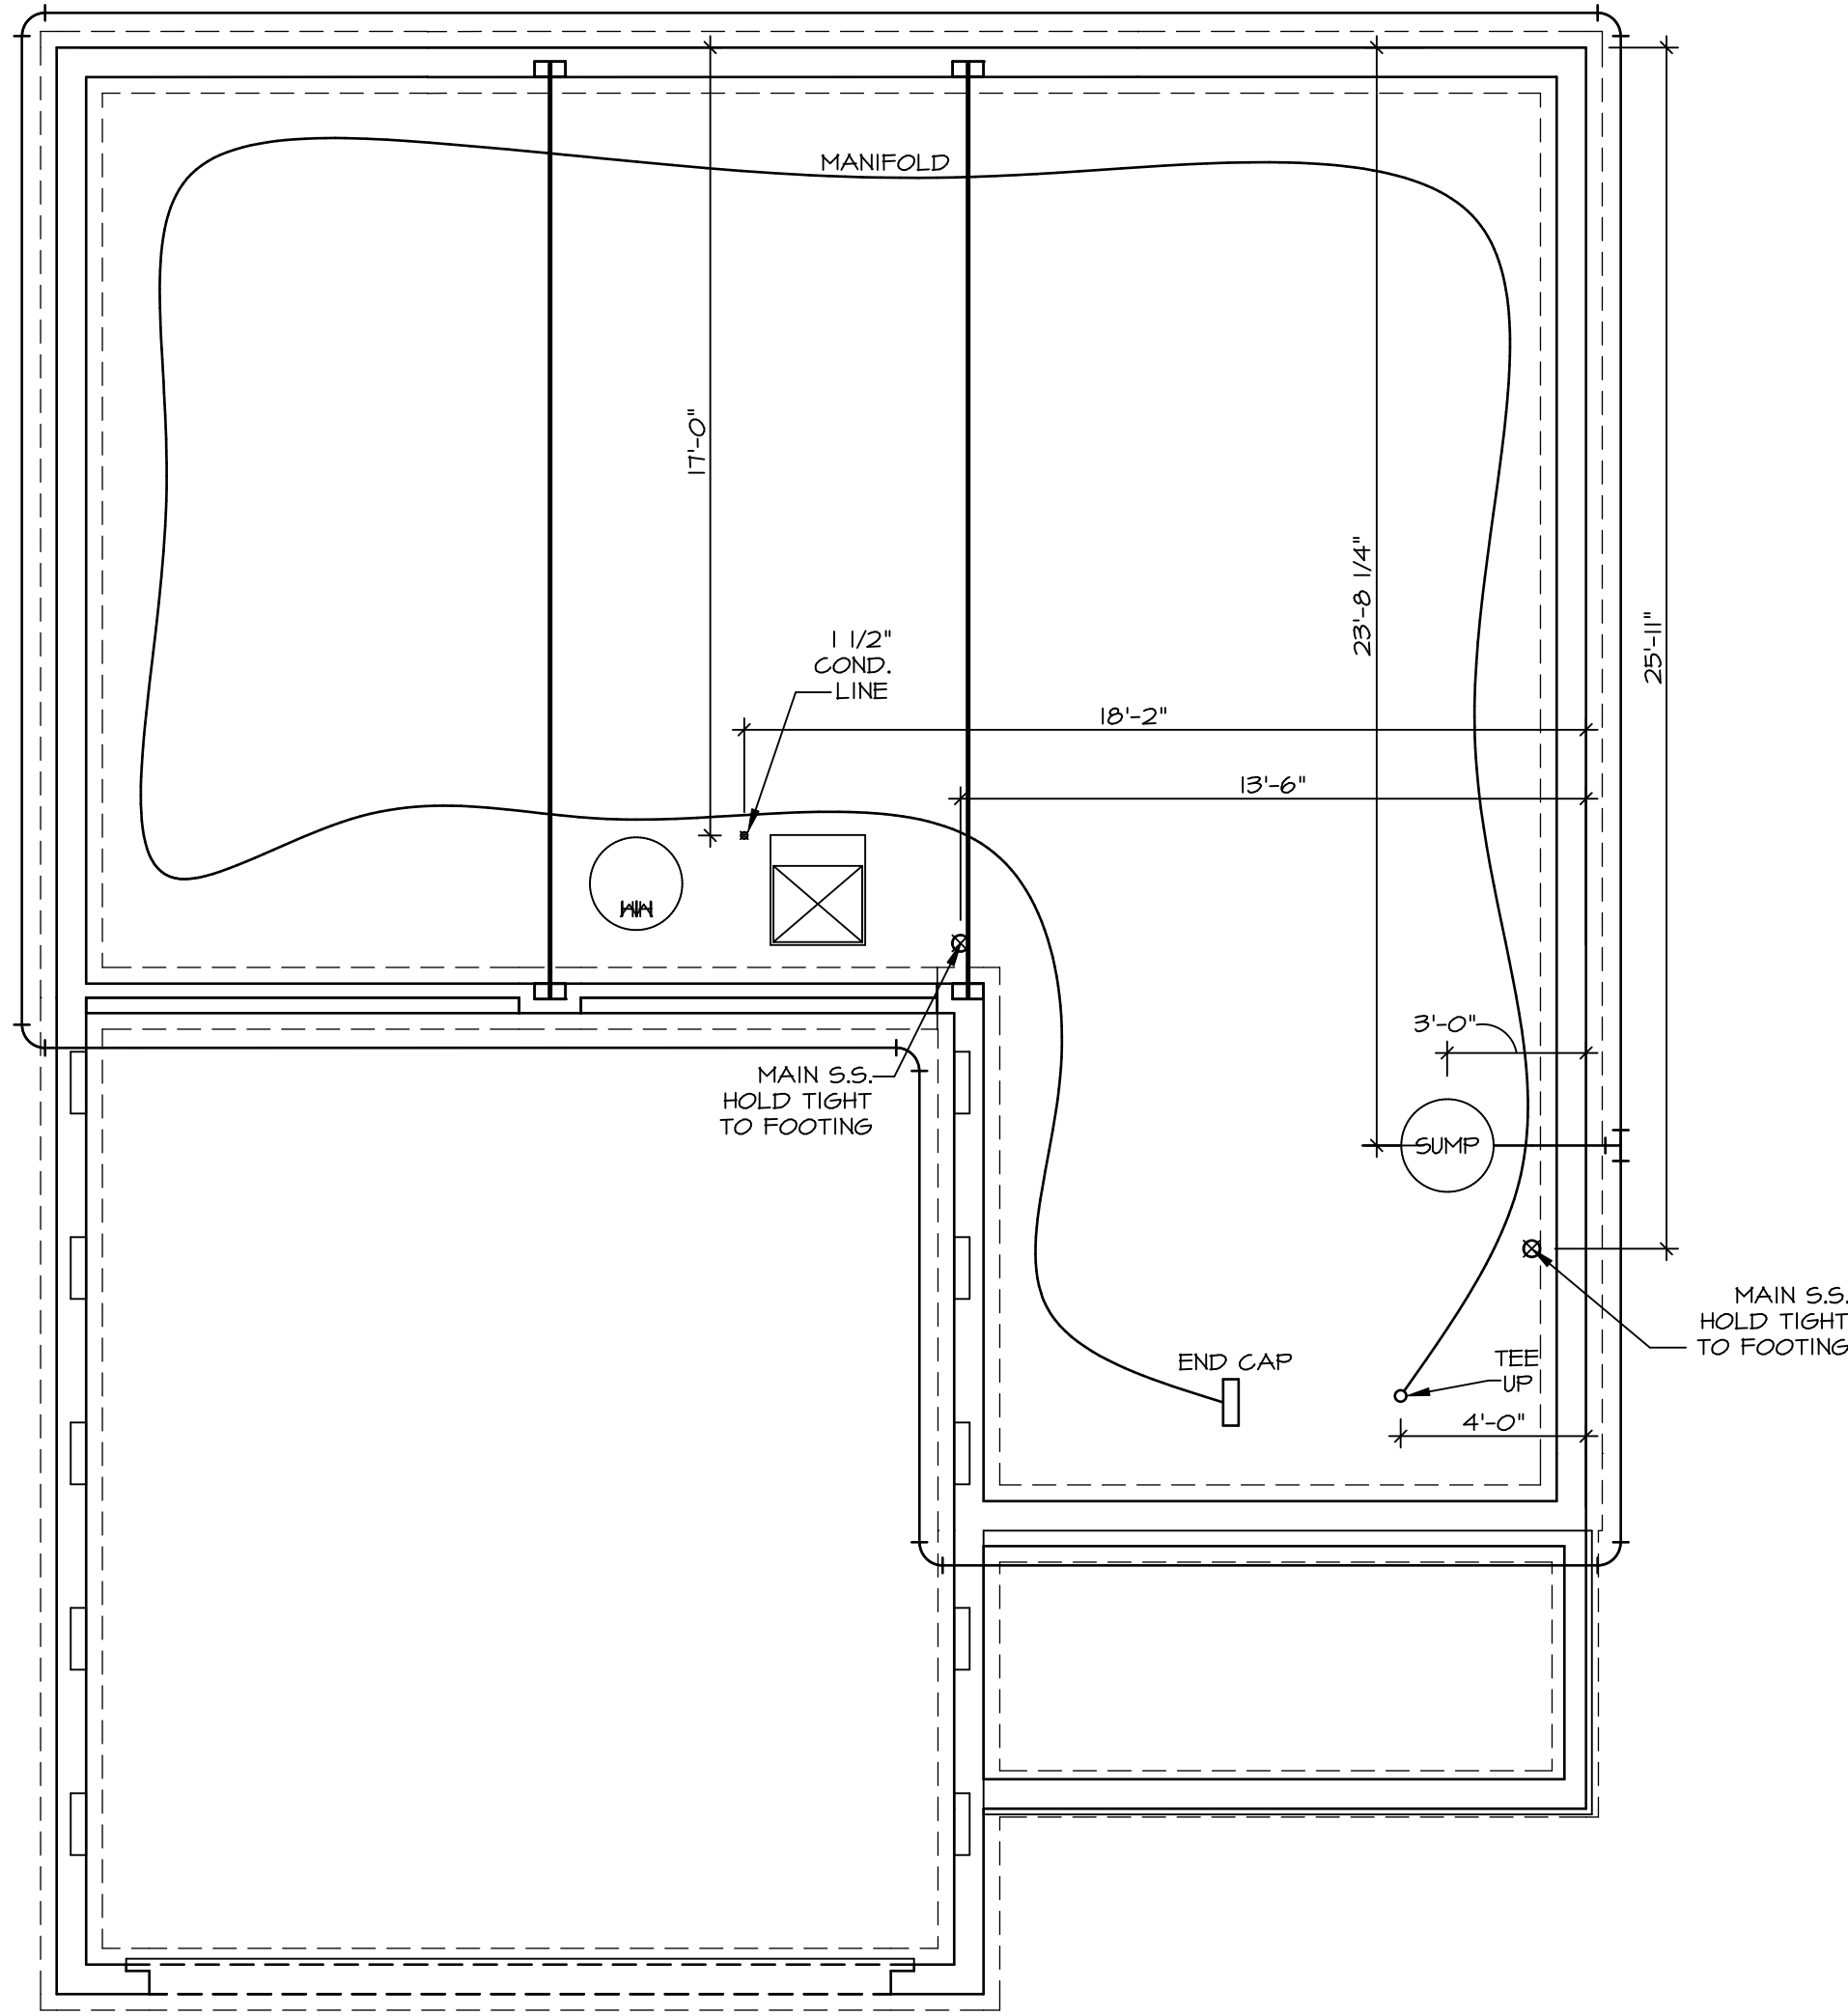 MANIFOLD
17'-0"
23'-8 1/4"
25'-11"
1 1/2"
COND.
LINE
18'-2"
13'-6"
3'-0"
MAIN S.S.
HOLD TIGHT
TO FOOTING
SUMP
MAIN S.S.
HOLD TIGHT
TO FOOTING
END CAP
TEE
UP
4'-0"